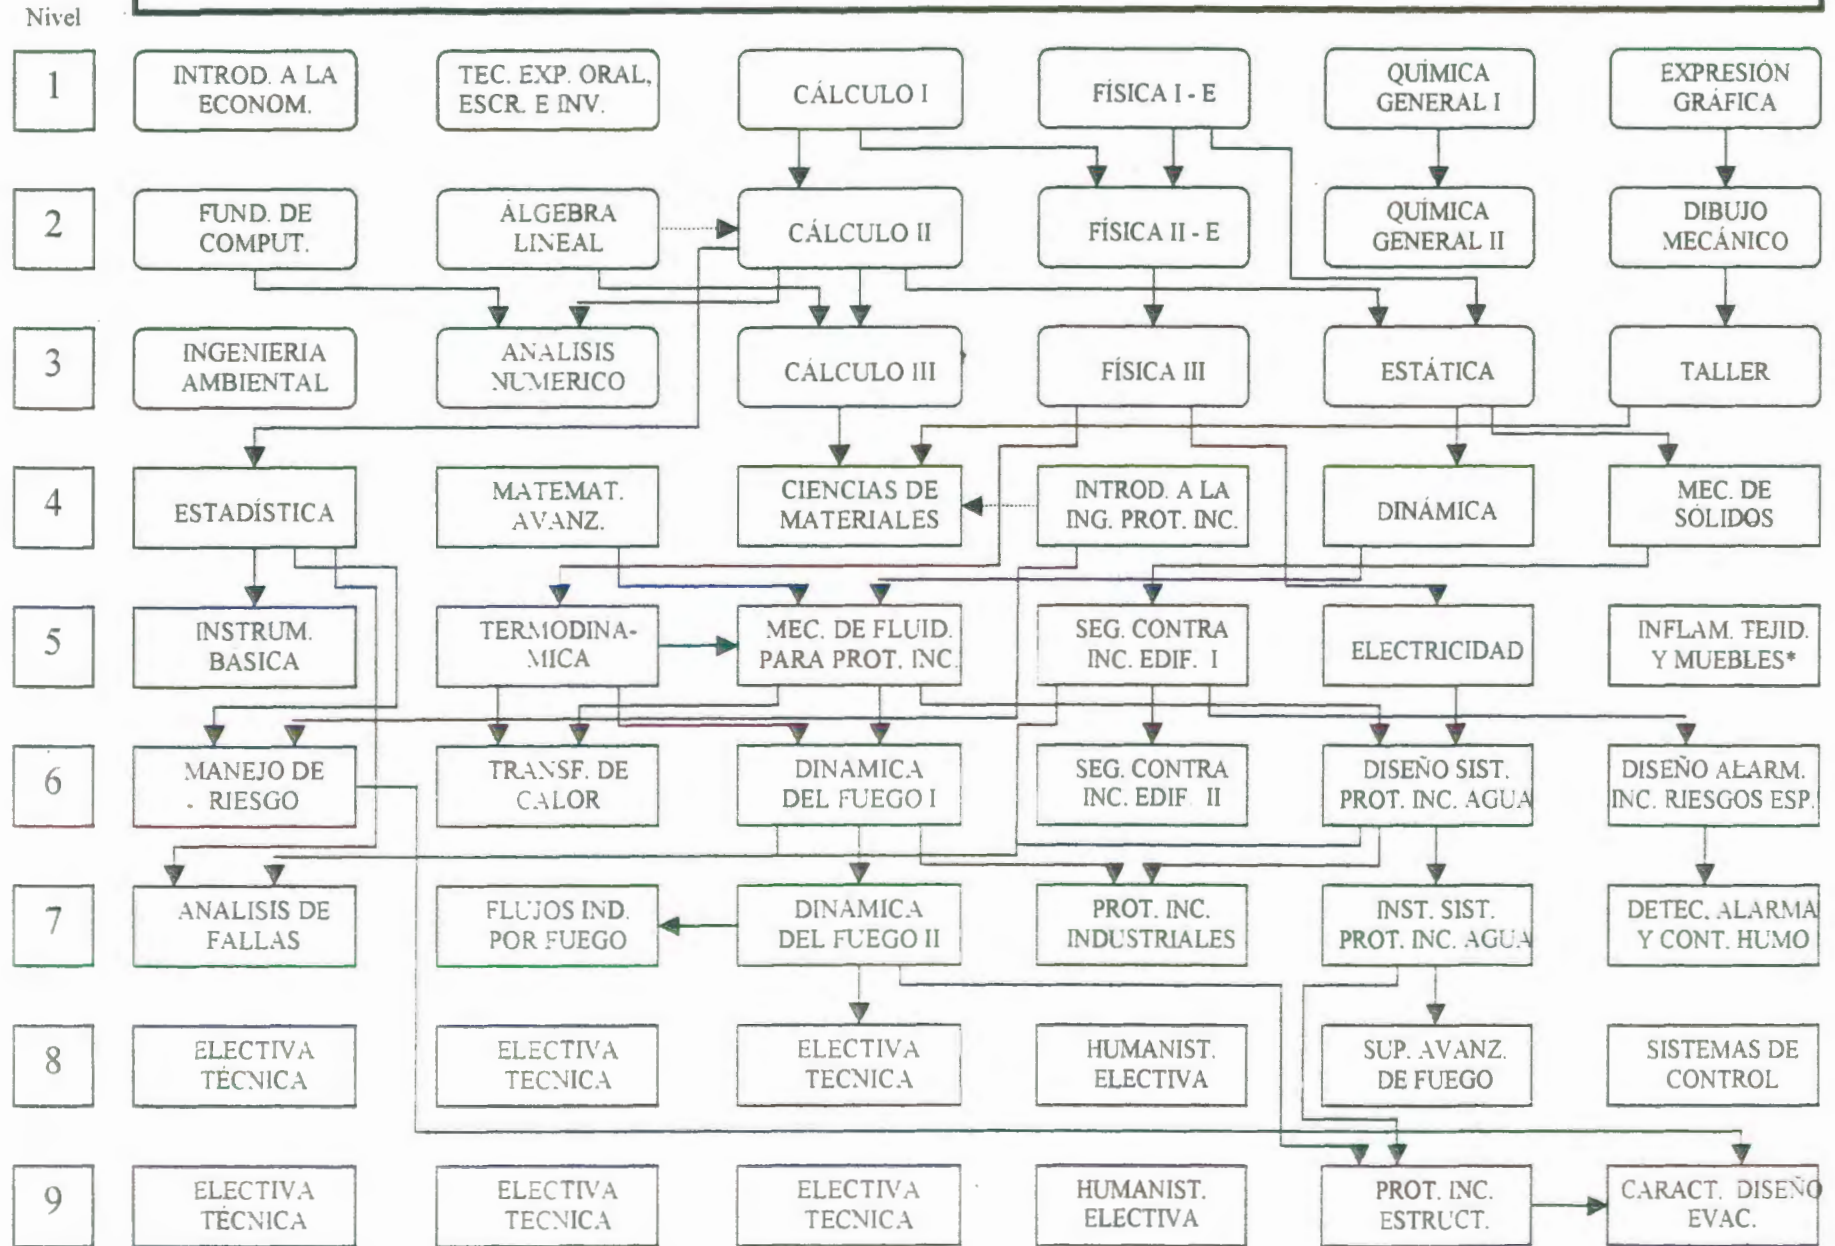 Nivel
1
INTROD. A LA
ECONOM.
TEC. EXP. ORAL,
ESCR. E INV.
CÁLCULO I
FÍSICA I - E
QUÍMICA
GENERAL I
EXPRESIÓN
GRÁFICA
2
FUND. DE
COMPUT.
ÁLGEBRA
LINEAL
CÁLCULO II
FÍSICA II - E
QUÍMICA
GENERAL II
DIBUJO
MECÁNICO
3
INGENIERIA
AMBIENTAL
ANALISIS
NUMERICO
CÁLCULO III
FÍSICA III
ESTÁTICA
TALLER
4
ESTADÍSTICA
MATEMAT.
AVANZ.
CIENCIAS DE
MATERIALES
INTROD. A LA
ING. PROT. INC.
DINÁMICA
MEC. DE
SÓLIDOS
5
INSTRUM.
BASICA
TERMODINA-
MICA
MEC. DE FLUID.
PARA PROT. INC.
SEG. CONTRA
INC. EDIF. I
ELECTRICIDAD
INFLAM. TEJID.
Y MUEBLES*
6
MANEJO DE
RIESGO
TRANSF. DE
CALOR
DINAMICA
DEL FUEGO I
SEG. CONTRA
INC. EDIF. II
DISEÑO SIST.
PROT. INC. AGUA
DISEÑO ALARM.
INC. RIESGOS ESP.
7
ANALISIS DE
FALLAS
FLUJOS IND.
POR FUEGO
DINAMICA
DEL FUEGO II
PROT. INC.
INDUSTRIALES
INST. SIST.
PROT. INC. AGUA
DETEC. ALARMA
Y CONT. HUMO
8
ELECTIVA
TÉCNICA
ELECTIVA
TECNICA
ELECTIVA
TECNICA
HUMANIST.
ELECTIVA
SUP. AVANZ.
DE FUEGO
SISTEMAS DE
CONTROL
9
ELECTIVA
TÉCNICA
ELECTIVA
TECNICA
ELECTIVA
TECNICA
HUMANIST.
ELECTIVA
PROT. INC.
ESTRUCT.
CARACT. DISEÑO
EVAC.